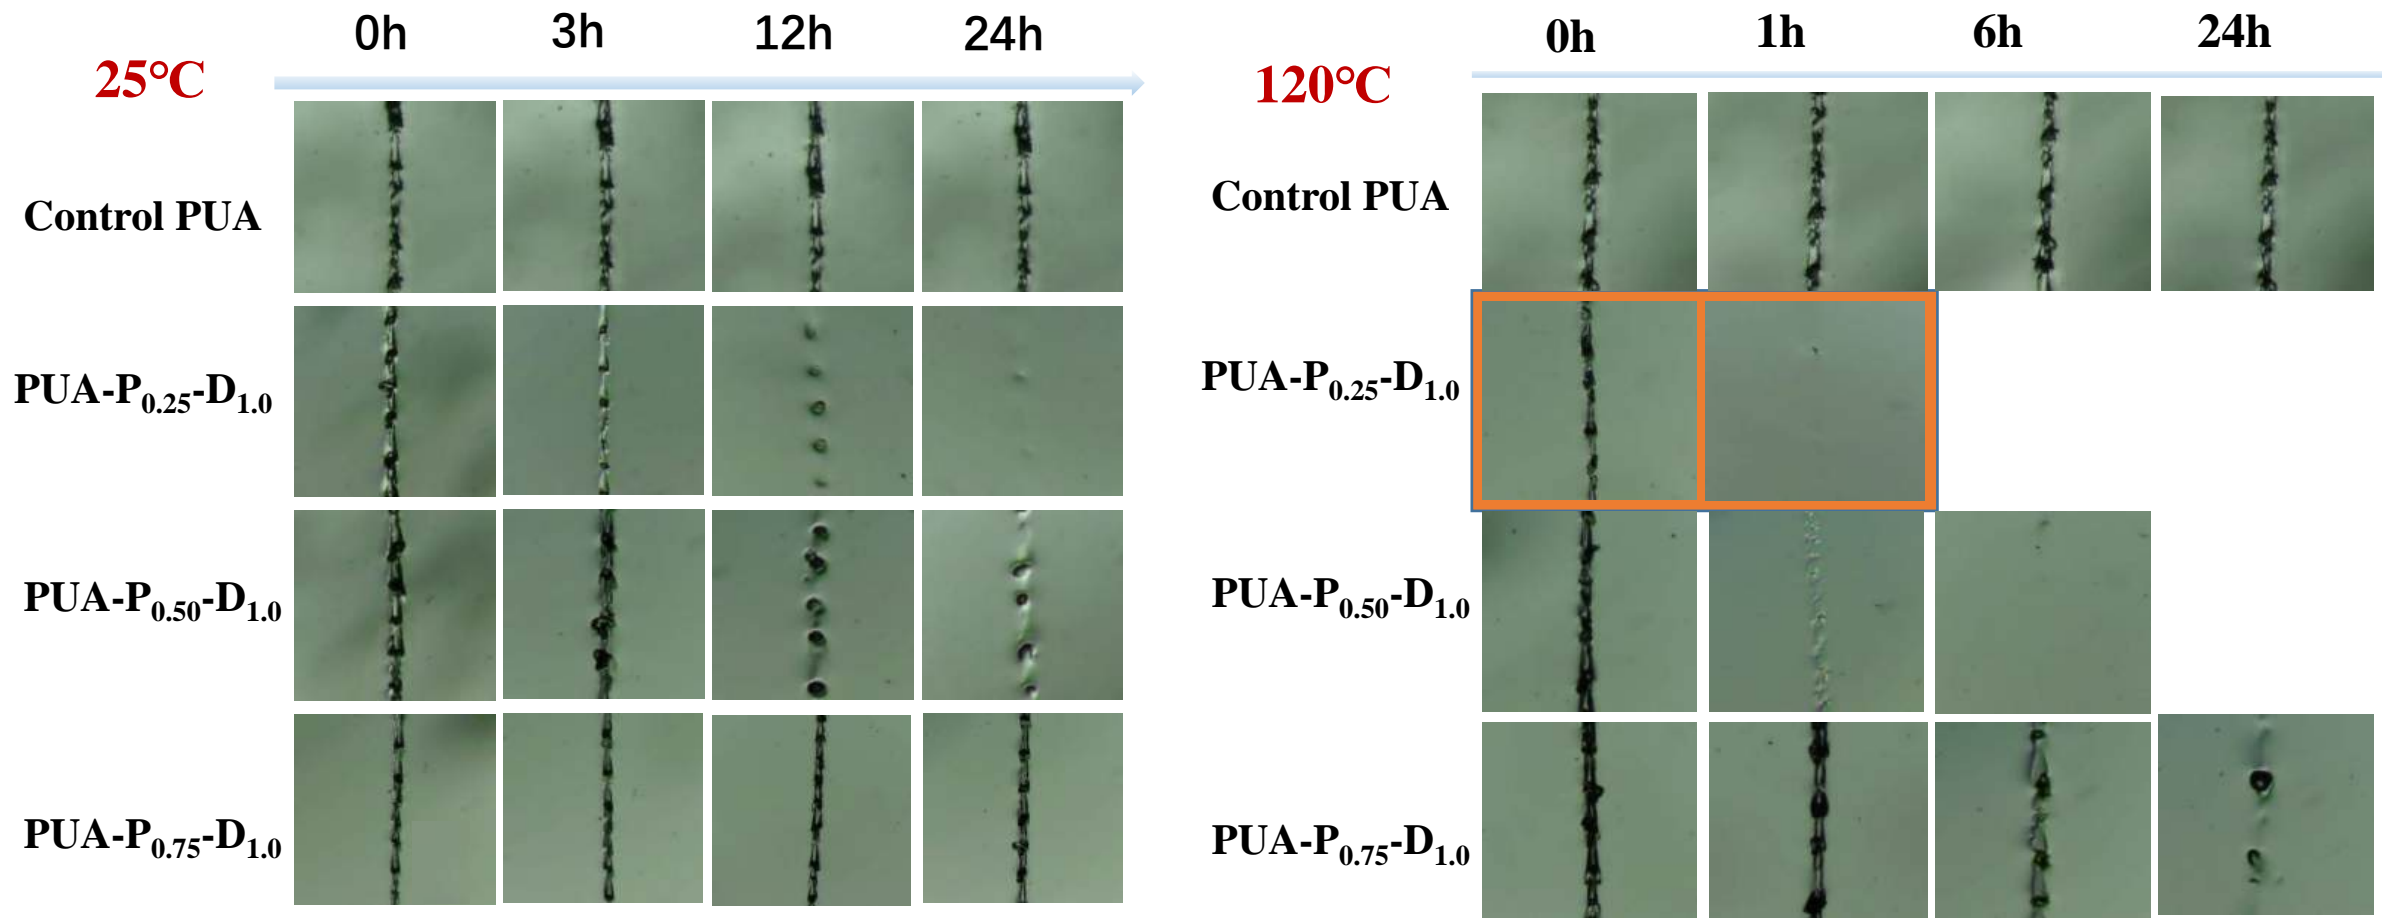 0h 3h 12h 24h
25°C
Control PUA
PUA-P0.25-D1.0
PUA-P0.50-D1.0
PUA-P0.75-D1.0
0h 1h 6h 24h
120°C
Control PUA
PUA-P0.25-D1.0
PUA-P0.50-D1.0
PUA-P0.75-D1.0